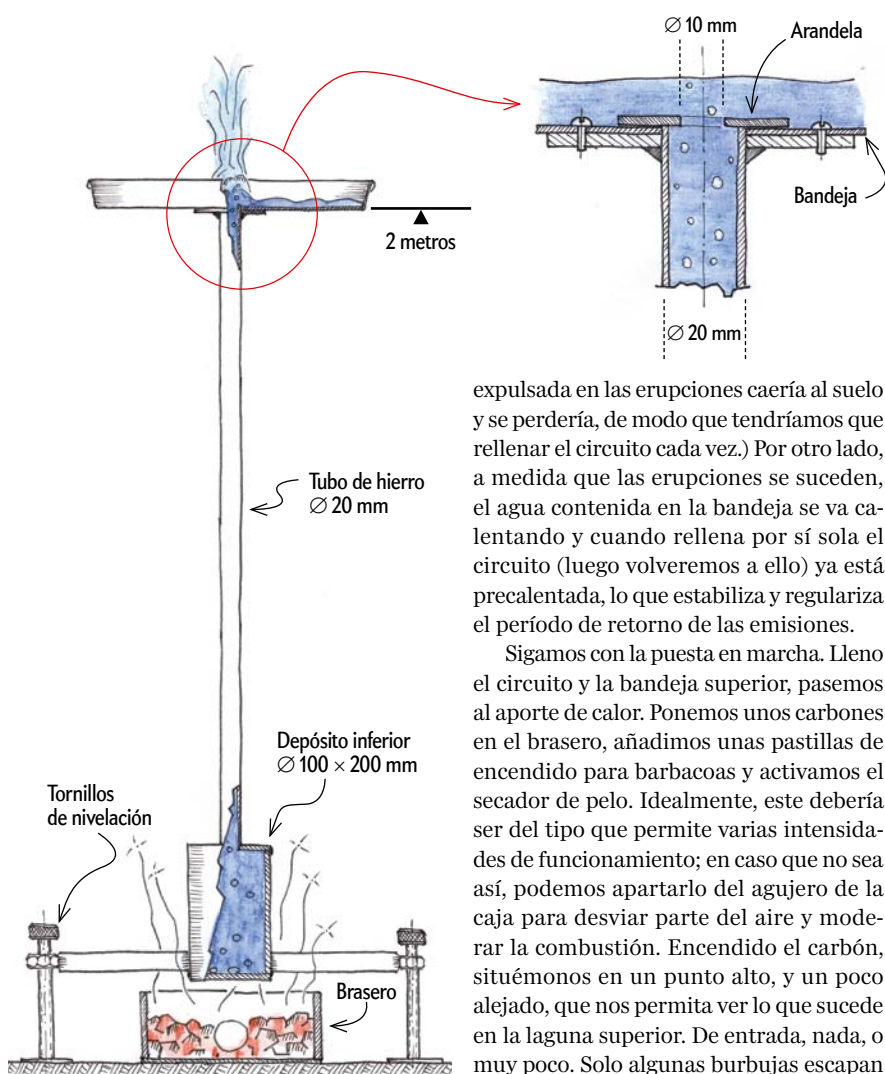 ∅ 10 mm
Arandela
Bandeja
2 metros
∅ 20 mm
Tubo de hierro
∅ 20 mm
Depósito inferior
∅ 100 × 200 mm
Tornillos
de nivelación
Brasero
expulsada en las erupciones caería al suelo
y se perdería, de modo que tendríamos que
rellenar el circuito cada vez.) Por otro lado,
a medida que las erupciones se suceden,
el agua contenida en la bandeja se va ca-
lentando y cuando rellena por sí sola el
circuito (luego volveremos a ello) ya está
precalentada, lo que estabiliza y regulariza
el período de retorno de las emisiones.
Sigamos con la puesta en marcha. Lleno
el circuito y la bandeja superior, pasemos
al aporte de calor. Ponemos unos carbones
en el brasero, añadimos unas pastillas de
encendido para barbacoas y activamos el
secador de pelo. Idealmente, este debería
ser del tipo que permite varias intensida-
des de funcionamiento; en caso que no sea
así, podemos apartarlo del agujero de la
caja para desviar parte del aire y mode-
rar la combustión. Encendido el carbón,
situémonos en un punto alto, y un poco
alejado, que nos permita ver lo que sucede
en la laguna superior. De entrada, nada, o
muy poco. Solo algunas burbujas escapan